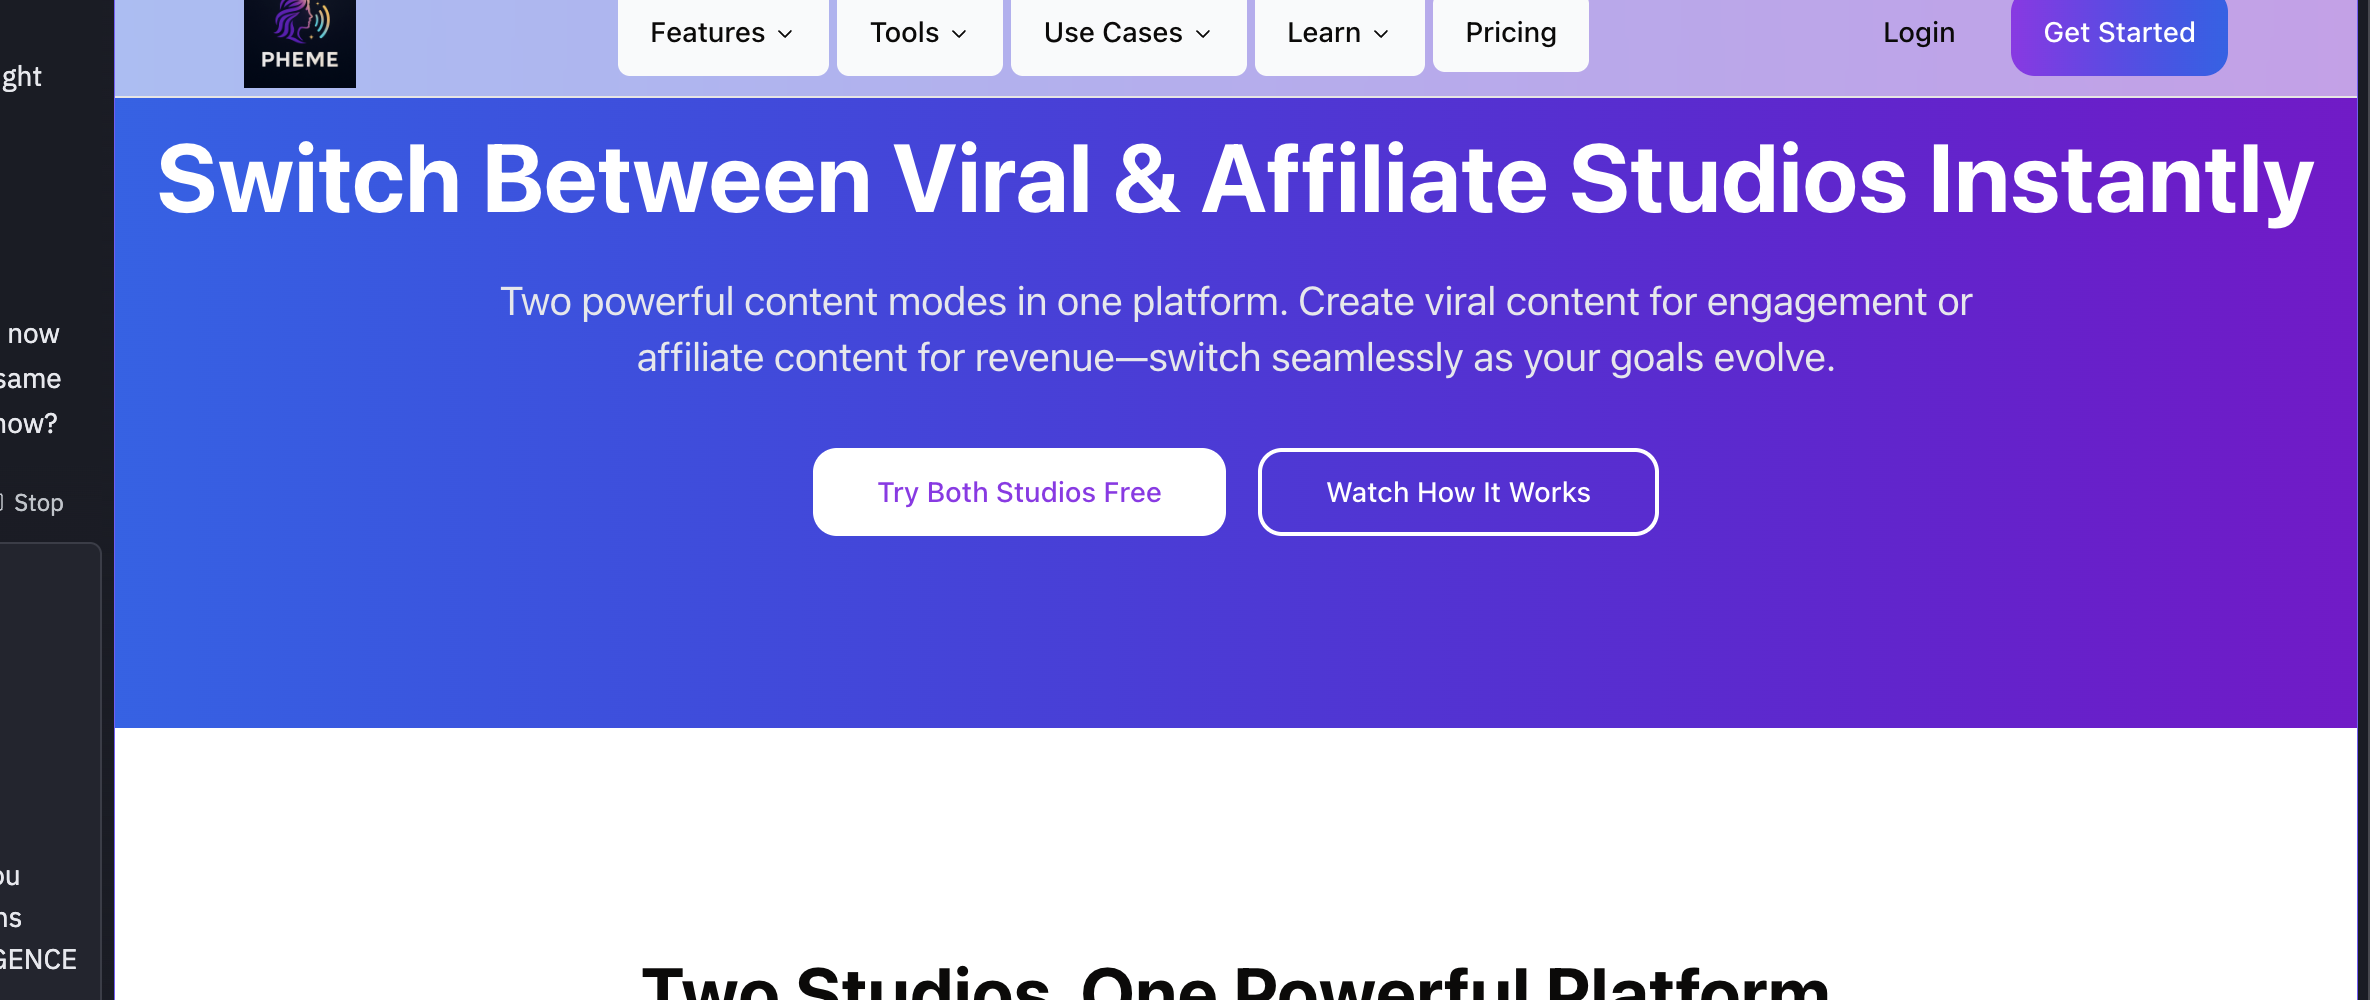 ght
now
same
now?
Stop
ou
ns
GENCE
PHEME
Features
Tools
Use Cases
Learn
Pricing
Login
Get Started
Switch Between Viral & Affiliate Studios Instantly
Two powerful content modes in one platform. Create viral content for engagement or
affiliate content for revenue—switch seamlessly as your goals evolve.
Try Both Studios Free
Watch How It Works
Two Studios, One Powerful Platform